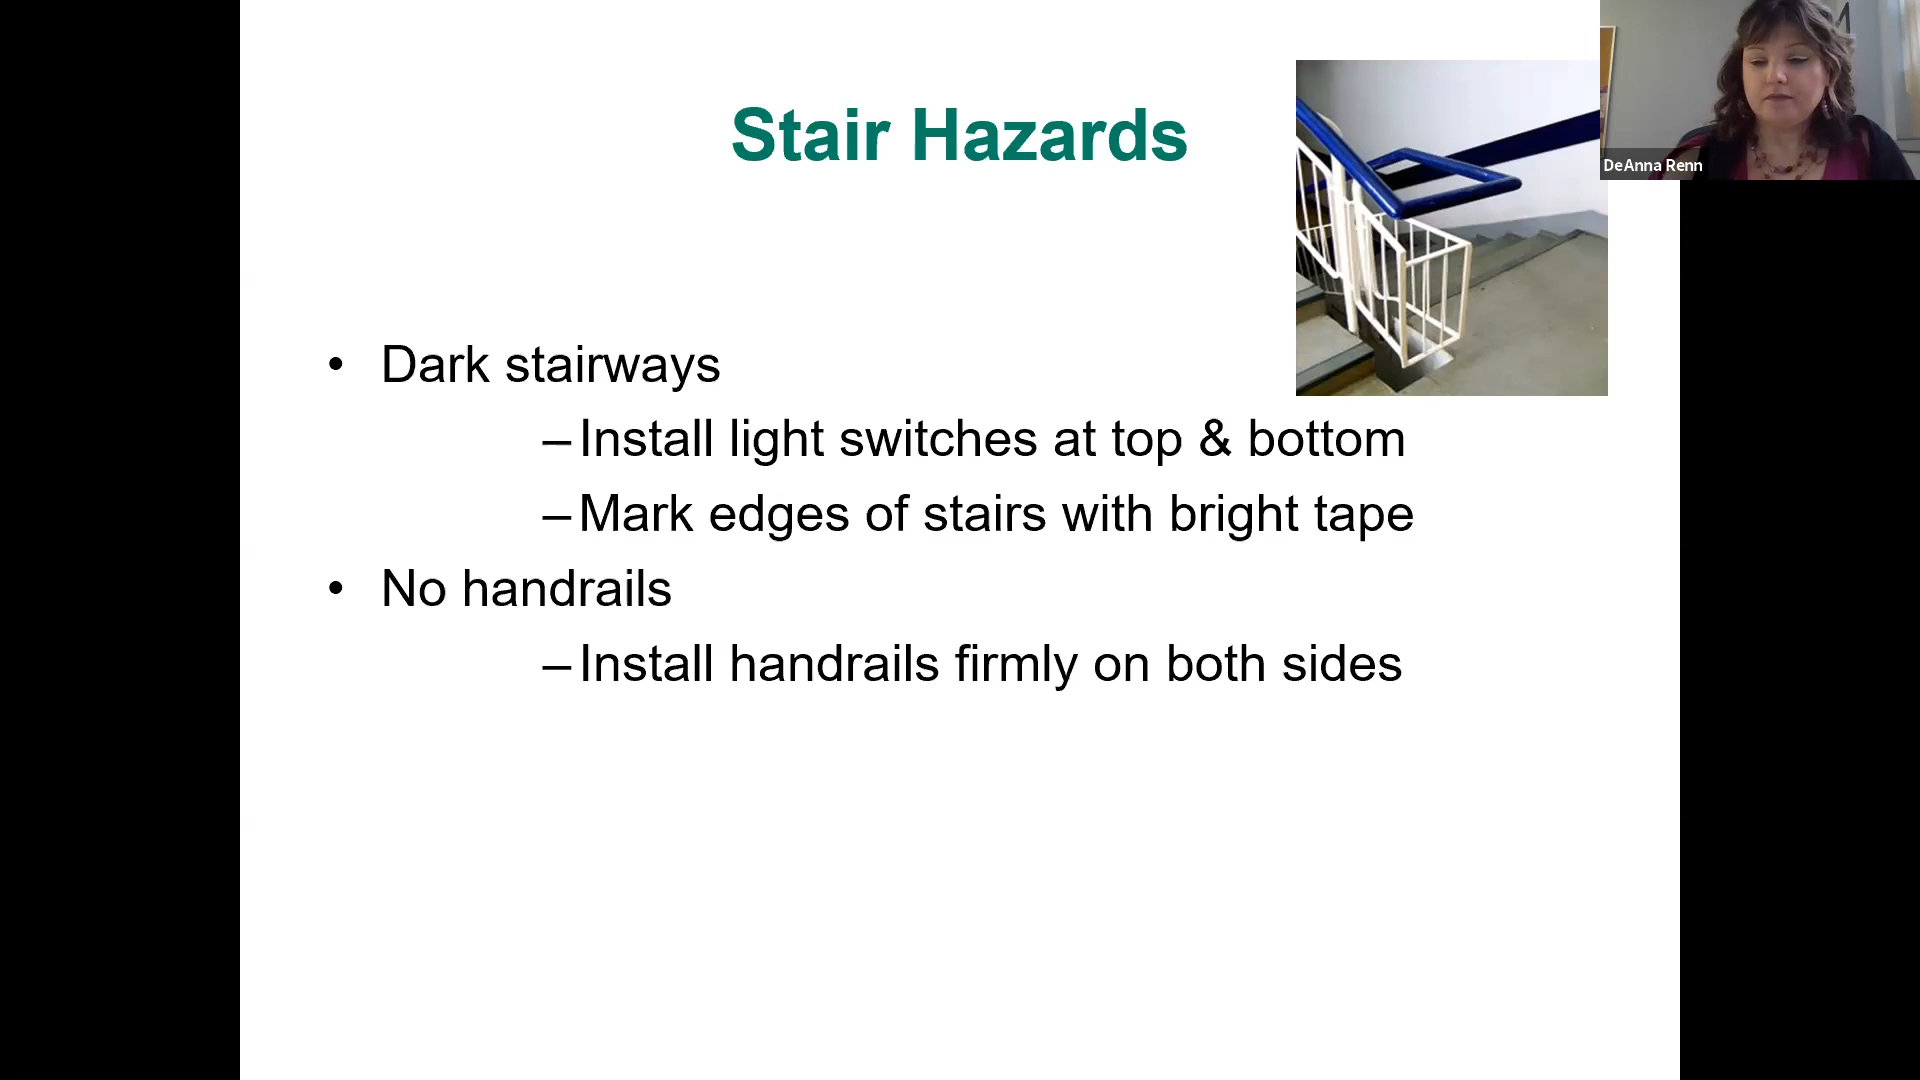 Stair Hazards
DeAnna Renn
• Dark stairways
– Install light switches at top & bottom
– Mark edges of stairs with bright tape
• No handrails
– Install handrails firmly on both sides